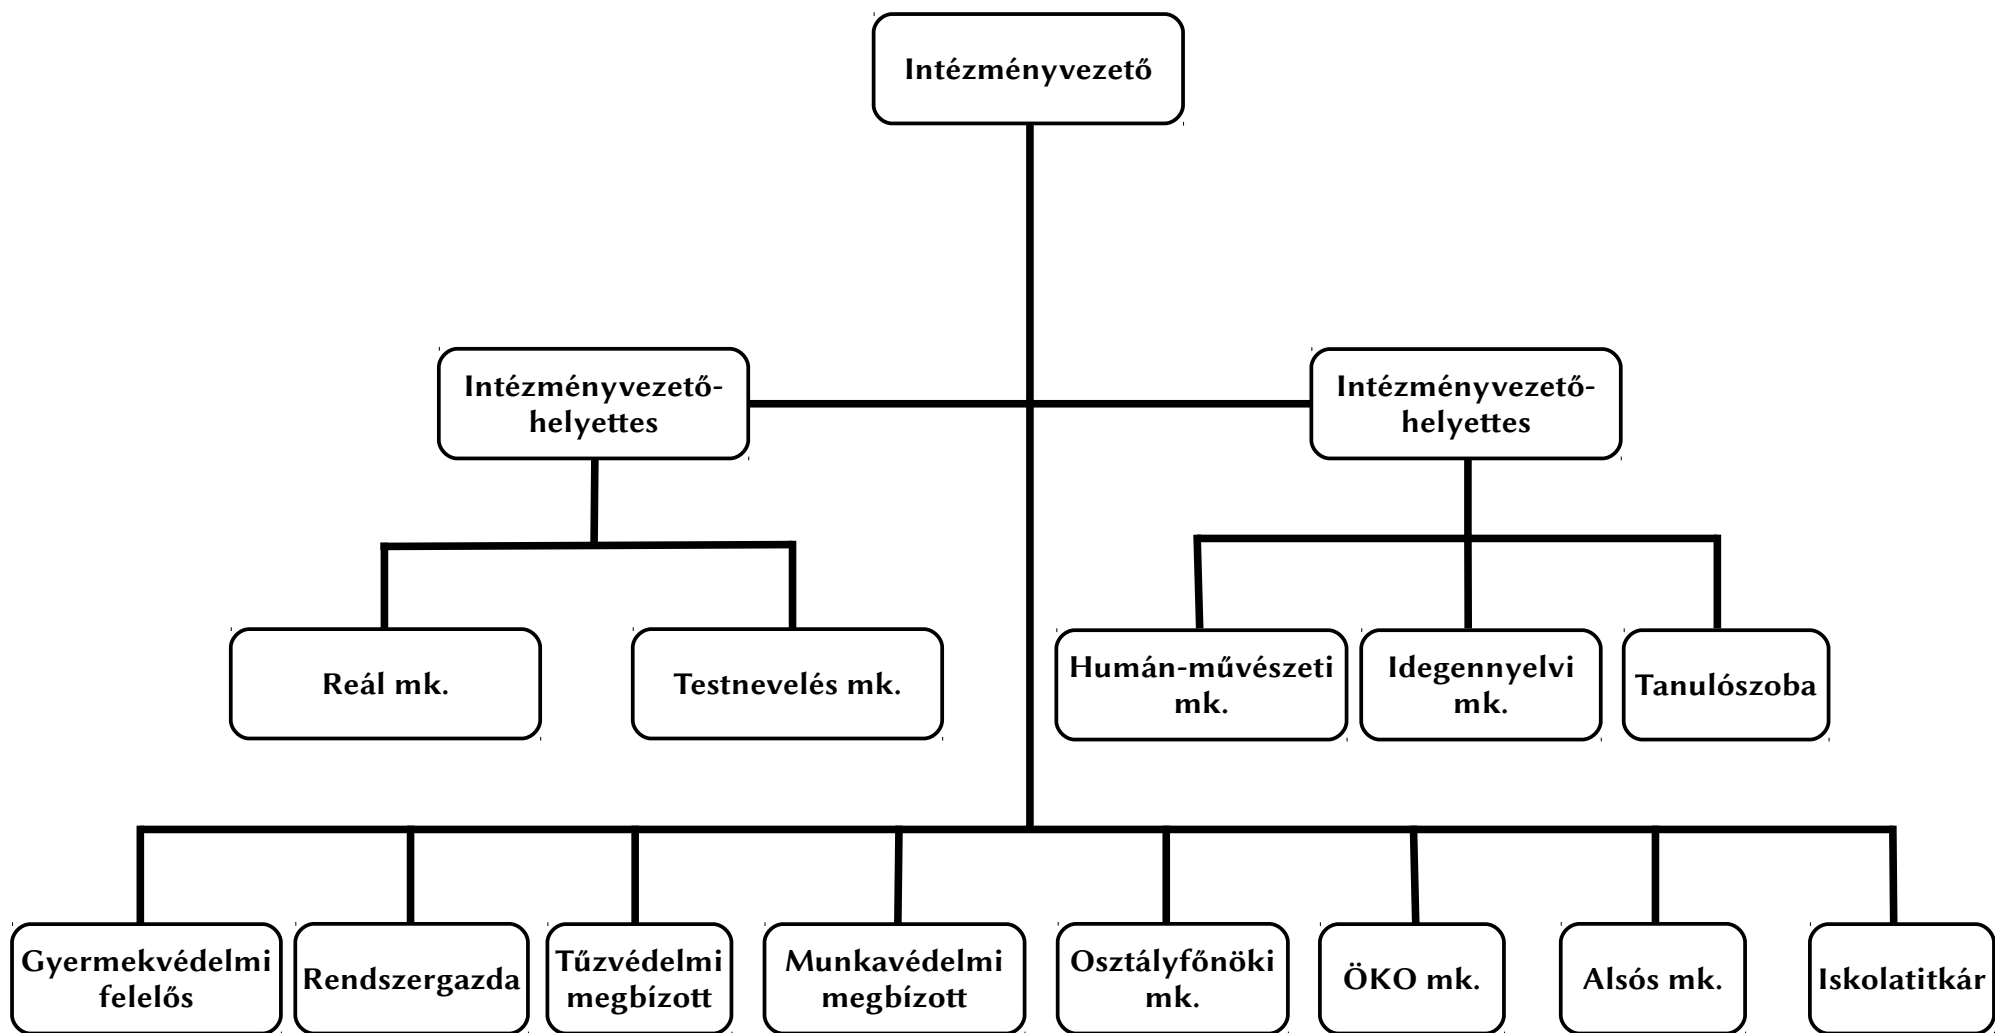 Intézményvezető
Intézményvezető-
helyettes
Intézményvezető-
helyettes
Reál mk.
Testnevelés mk.
Humán-művészeti
mk.
Idegennyelvi
mk.
Tanulószoba
Gyermekvédelmi
felelős
Rendszergazda
Tűzvédelmi
megbízott
Munkavédelmi
megbízott
Osztályfőnöki
mk.
ÖKO mk.
Alsós mk.
Iskolatitkár